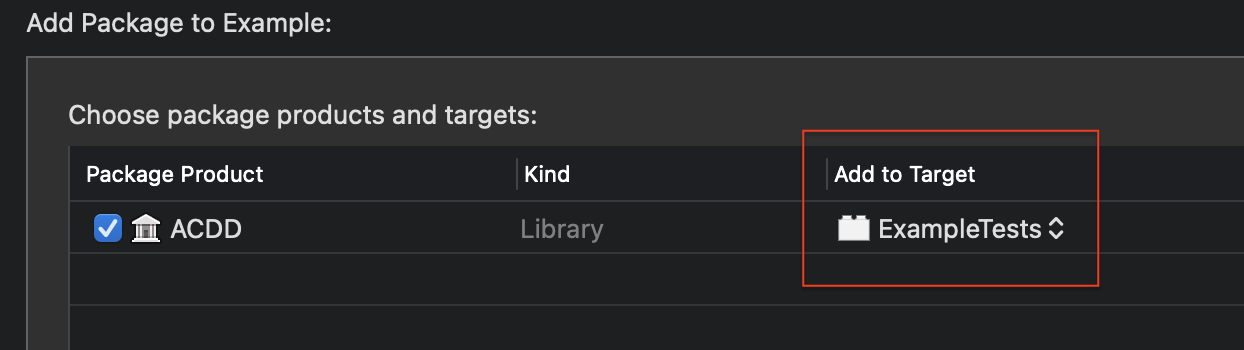 Add Package to Example:
Choose package products and targets:
Package Product Kind Add to Target
ACDD Library ExampleTests